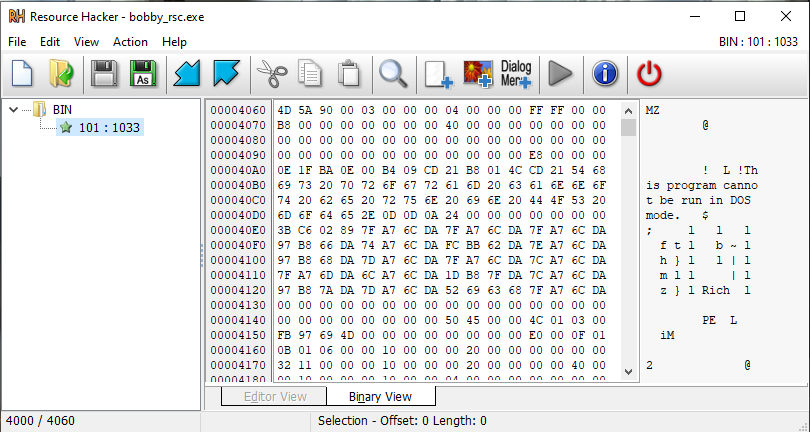 RH Resource Hacker - bobby_rsc.exe
File Edit View Action Help BIN : 101 : 1033
As Dialog
Menu
BIN
101 : 1033
00004060 4D 5A 90 00 03 00 00 00 04 00 00 00 FF FF 00 00 MZ
00004070 B8 00 00 00 00 00 00 00 40 00 00 00 00 00 00 00 @
00004080 00 00 00 00 00 00 00 00 00 00 00 00 00 00 00 00
00004090 00 00 00 00 00 00 00 00 00 00 00 00 E8 00 00 00
000040A0 0E 1F BA 0E 00 B4 09 CD 21 B8 01 4C CD 21 54 68 ! L !Th
000040B0 69 73 20 70 72 6F 67 72 61 6D 20 63 61 6E 6E 6F is program canno
000040C0 74 20 62 65 20 72 75 6E 20 69 6E 20 44 4F 53 20 t be run in DOS
000040D0 6D 6F 64 65 2E 0D 0D 0A 24 00 00 00 00 00 00 00 mode. $
000040E0 3B C6 02 89 7F A7 6C DA 7F A7 6C DA 7F A7 6C DA ; l l l
000040F0 97 B8 66 DA 74 A7 6C DA FC BB 62 DA 7E A7 6C DA f t l b ~ l
00004100 97 B8 68 DA 7D A7 6C DA 7F A7 6C DA 7C A7 6C DA h } l l | l
00004110 7F A7 6D DA 6C A7 6C DA 1D B8 7F DA 7C A7 6C DA m l l | l
00004120 97 B8 7A DA 7D A7 6C DA 52 69 63 68 7F A7 6C DA z } l Rich l
00004130 00 00 00 00 00 00 00 00 00 00 00 00 00 00 00 00
00004140 00 00 00 00 00 00 00 00 50 45 00 00 4C 01 03 00 PE L
00004150 FB 97 69 4D 00 00 00 00 00 00 00 00 E0 00 0F 01 iM
00004160 0B 01 06 00 00 10 00 00 00 20 00 00 00 00 00 00
00004170 32 11 00 00 00 10 00 00 00 20 00 00 00 00 40 00 2 @
00004180 00 10 00 00 00 10 00 00 04 00 00 00 00 00 00 00
Editor View Binary View
4000 / 4060 Selection - Offset: 0 Length: 0